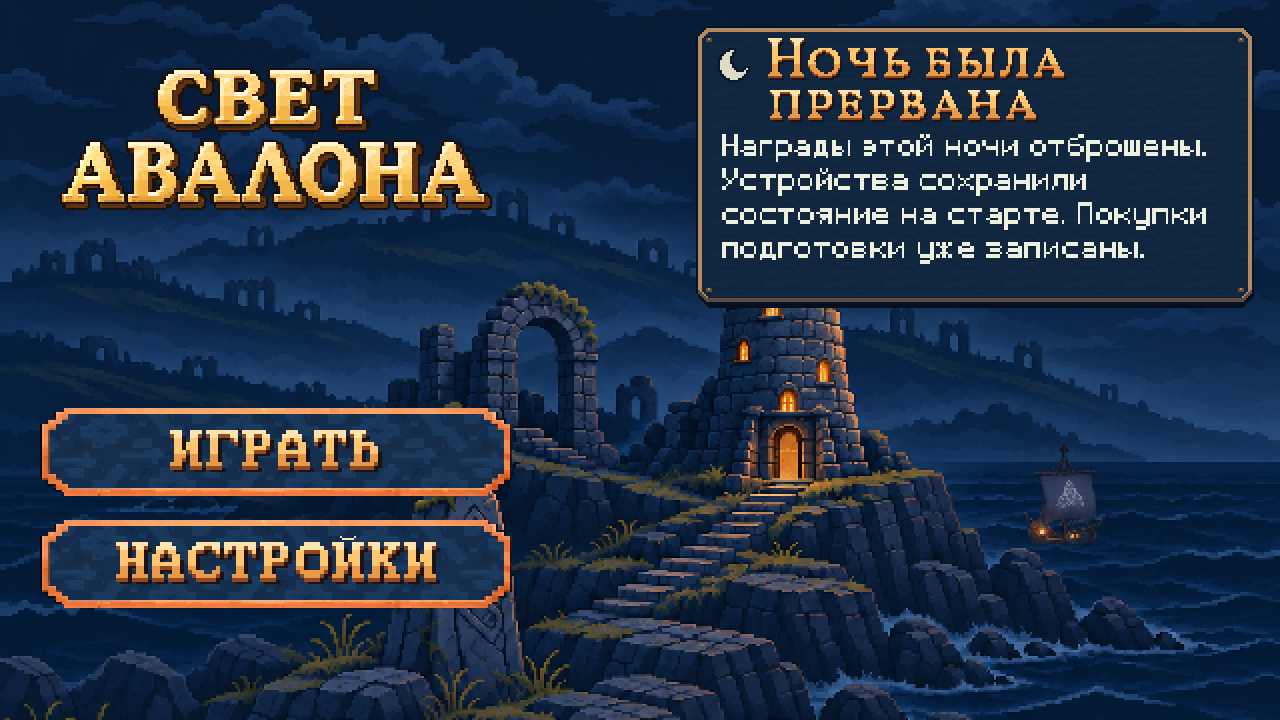 СВЕТ
АВАЛОНА
Ночь была
прервана
Награды этой ночи отброшены.
Устройства сохранили
состояние на старте. Покупки
подготовки уже записаны.
ИГРАТЬ
НАСТРОЙКИ